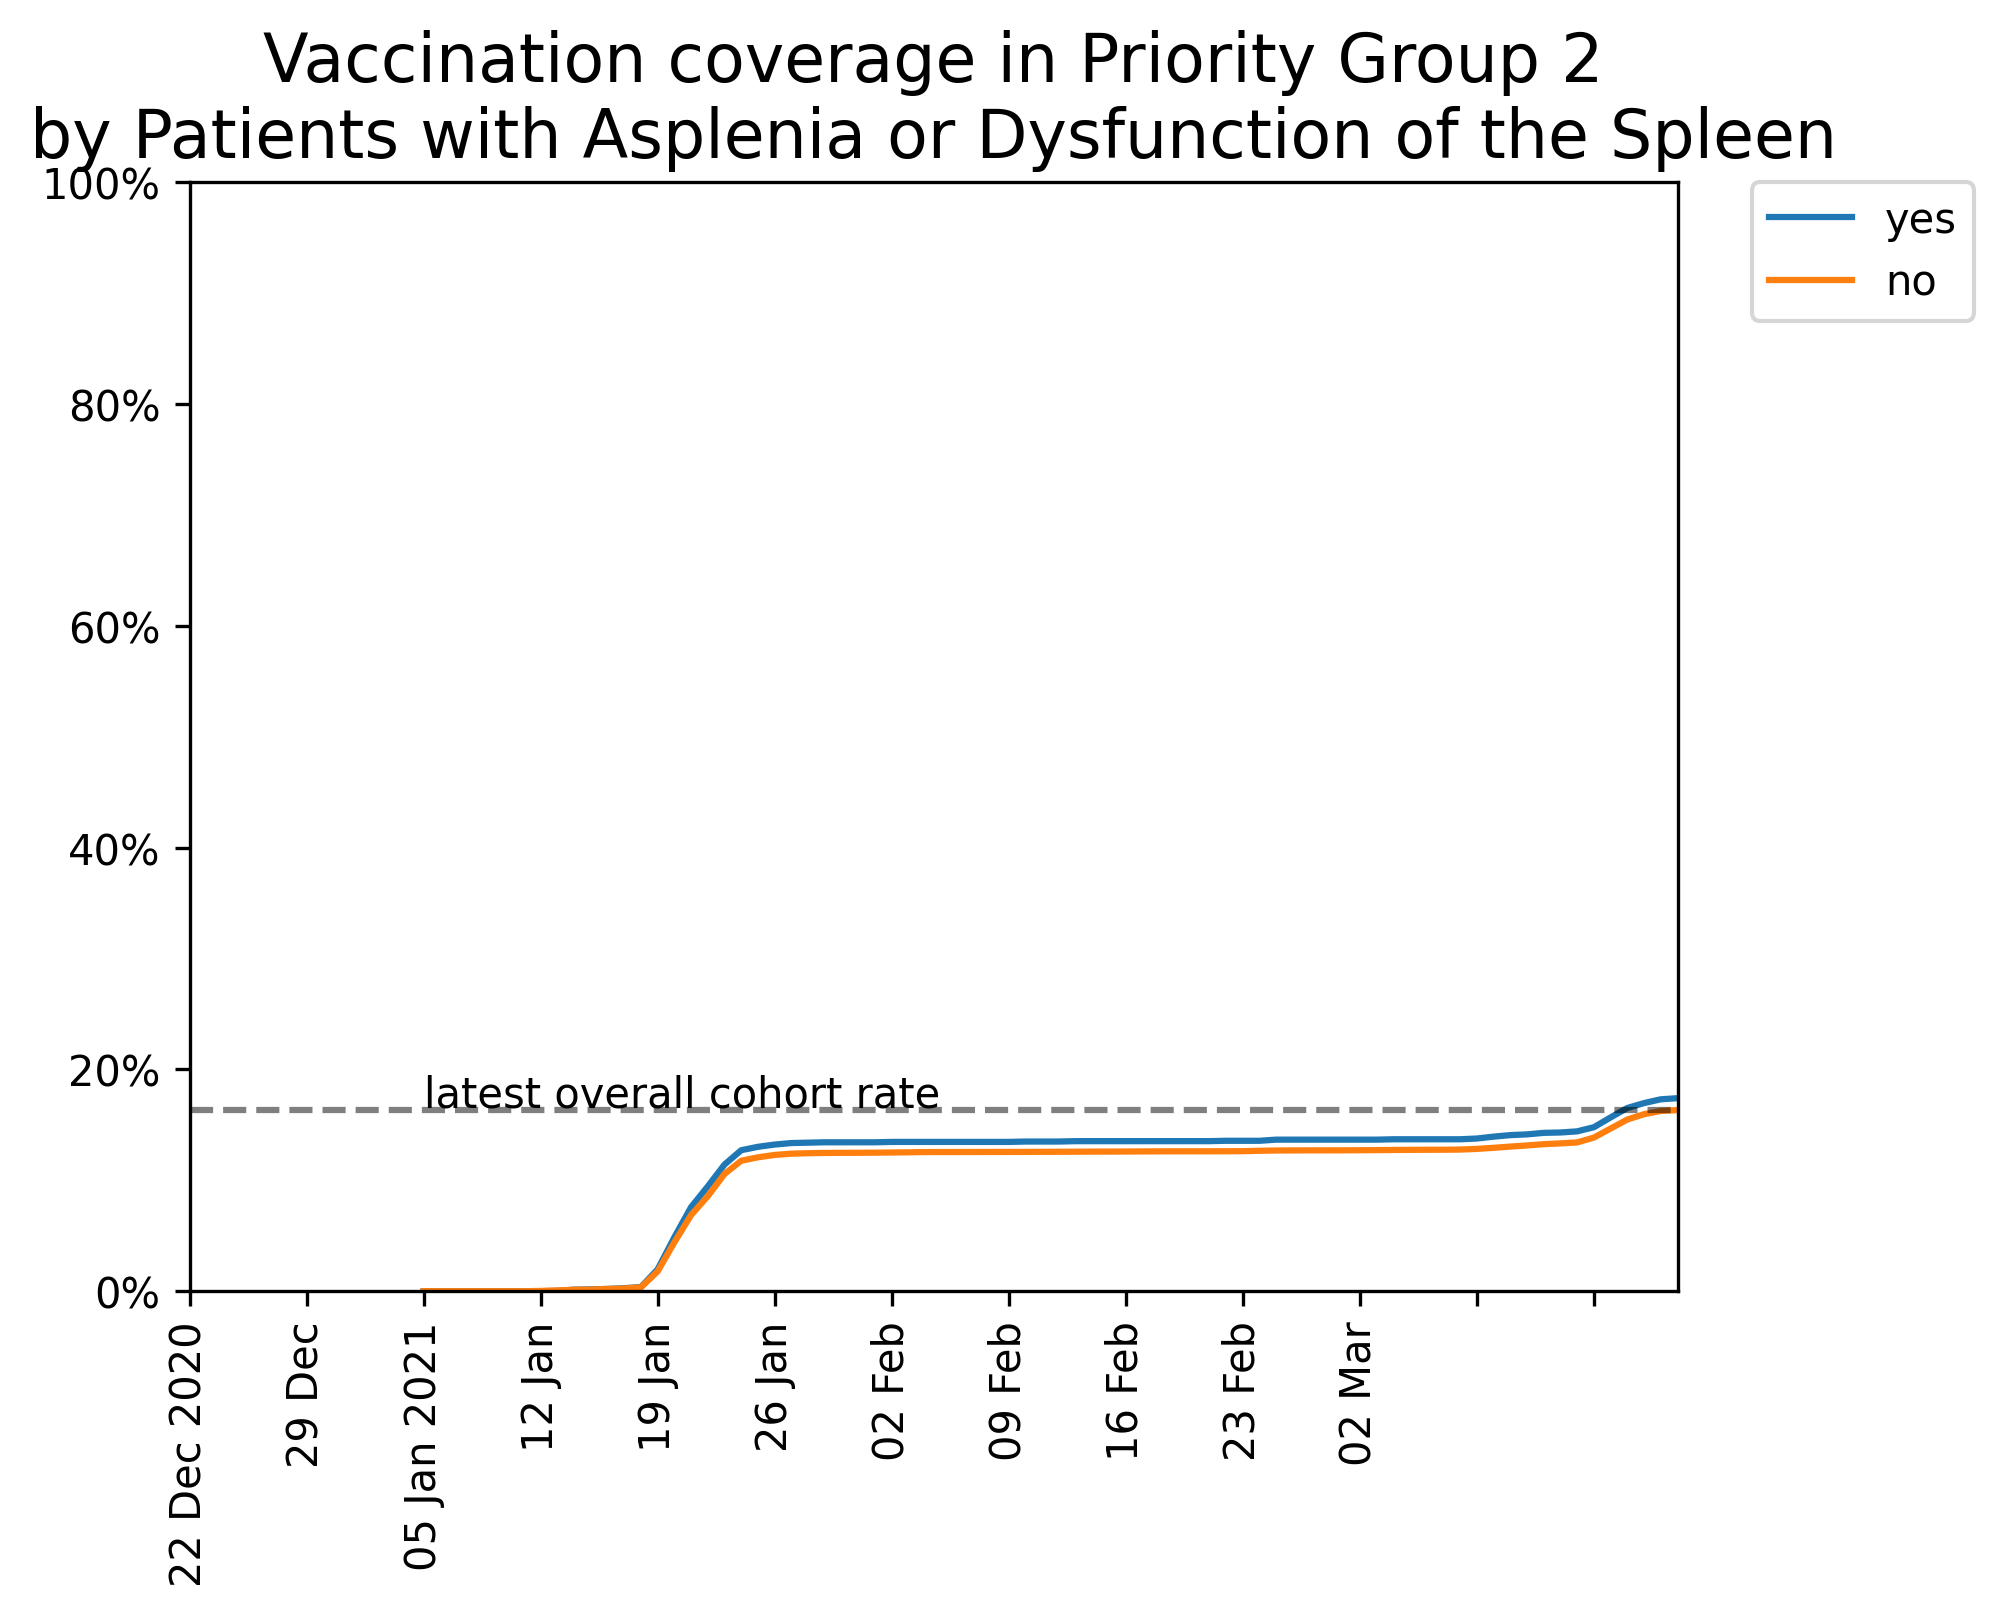 Vaccination coverage in Priority Group 2
by Patients with Asplenia or Dysfunction of the Spleen
100%
80%
60%
40%
20%
0%
yes
no
latest overall cohort rate
22 Dec 2020
29 Dec
05 Jan 2021
12 Jan
19 Jan
26 Jan
02 Feb
09 Feb
16 Feb
23 Feb
02 Mar